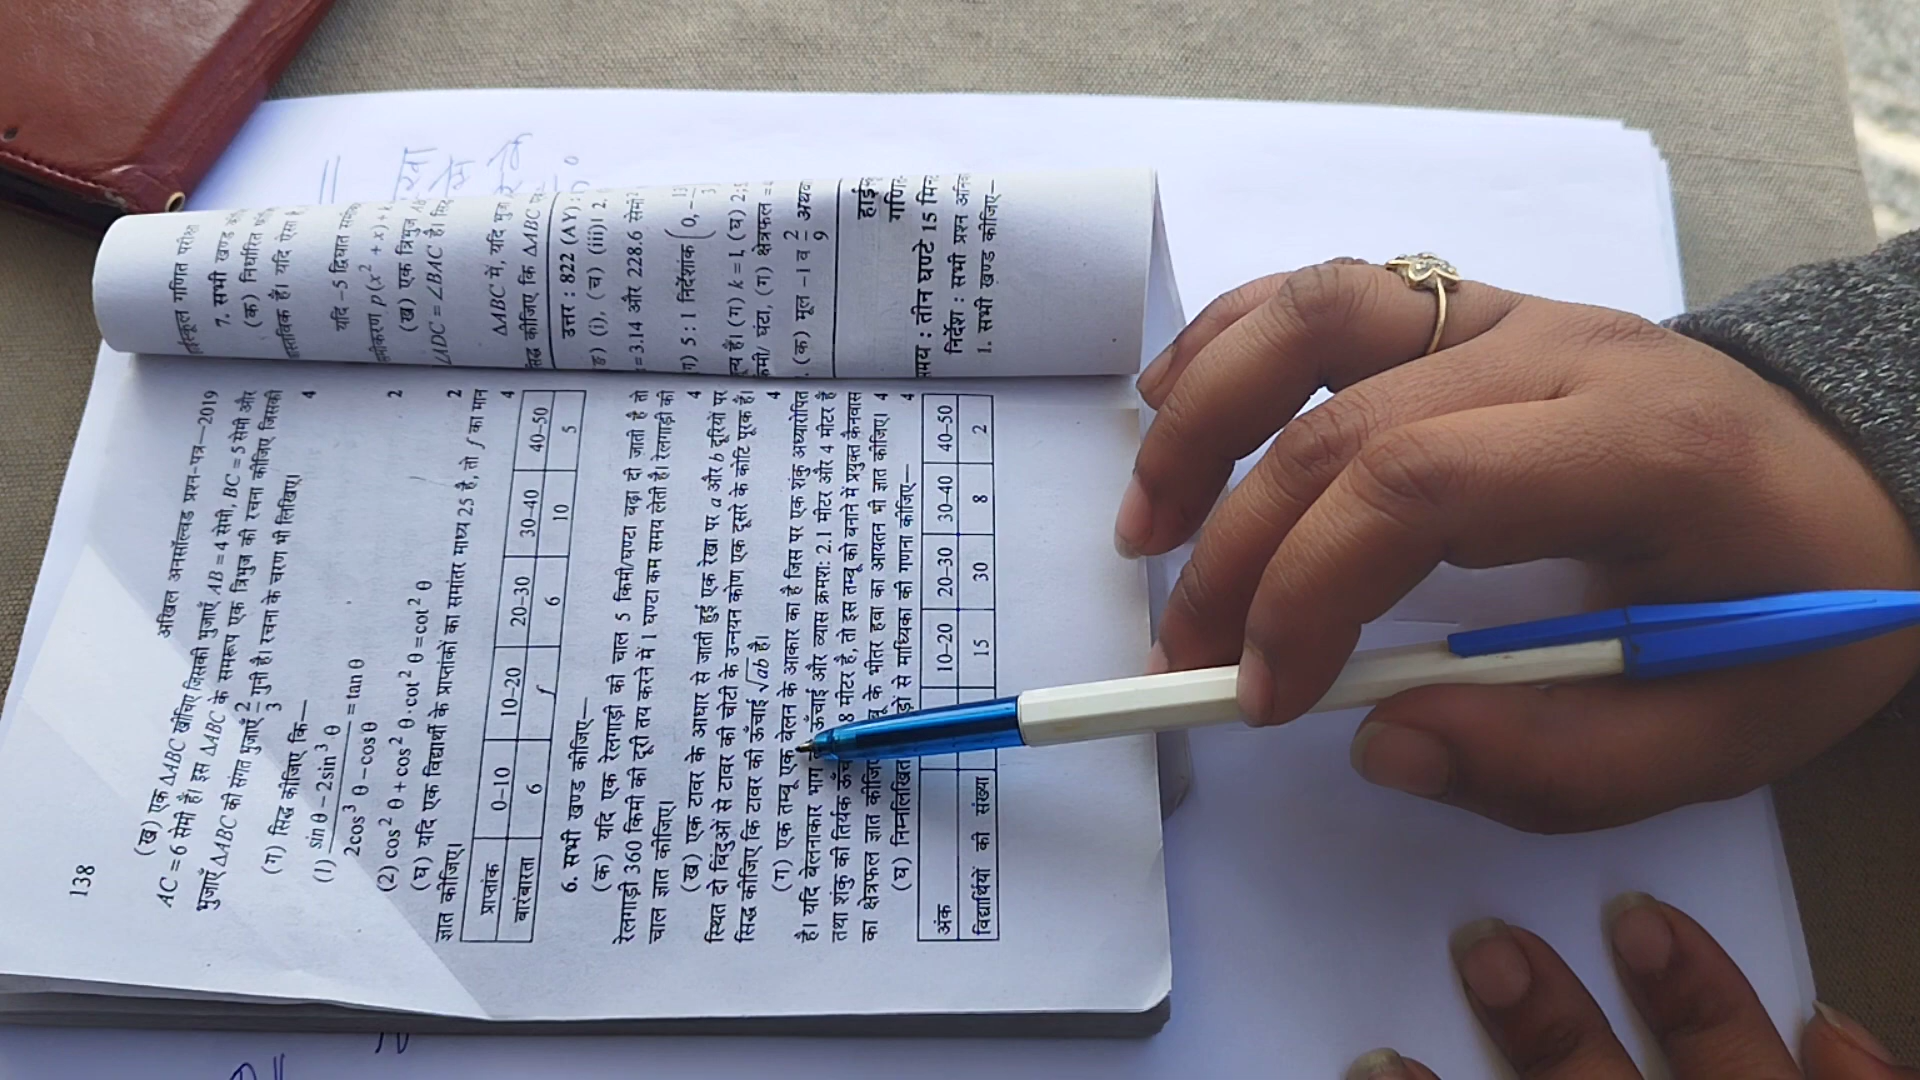 138
अखिल अनसॉल्वड प्रश्न-पत्र—2019
(ख) एक ΔABC खींचिए जिसकी भुजाएँ AB = 4 सेमी, BC = 5 सेमी और
AC = 6 सेमी हैं। इस ΔABC के समरूप एक त्रिभुज की रचना कीजिए जिसकी
भुजाएँ ΔABC की संगत भुजाएँ 2/3 गुनी है। रचना के चरण भी लिखिए। 4
(ग) सिद्ध कीजिए कि—
(1) (sin θ – 2sin³ θ)/(2cos³ θ – cos θ) = tan θ 2
(2) cos² θ + cos² θ·cot² θ = cot² θ 2
(घ) यदि एक विद्यार्थी के प्राप्तांकों का समांतर माध्य 25 है, तो f का मान
ज्ञात कीजिए। 4
प्राप्तांक 0–10 10–20 20–30 30–40 40–50
बारंबारता 6 f 6 10 5
6. सभी खण्ड कीजिए—
(क) यदि एक रेलगाड़ी की चाल 5 किमी/घण्टा बढ़ा दी जाती है तो
रेलगाड़ी 360 किमी की दूरी तय करने में 1 घण्टा कम समय लेती है। रेलगाड़ी की
चाल ज्ञात कीजिए। 4
(ख) एक टावर के आधार से जाती हुई एक रेखा पर a और b दूरियों पर
स्थित दो बिंदुओं से टावर की चोटी के उन्नयन कोण एक दूसरे के कोटि पूरक हैं।
सिद्ध कीजिए कि टावर की ऊँचाई √ab है। 4
(ग) एक तम्बू एक बेलन के आकार का है जिस पर एक शंकु अध्यारोपित
है। यदि बेलनाकार भाग ऊँचाई और व्यास क्रमश: 2.1 मीटर और 4 मीटर है
तथा शंकु की तिर्यक 8 मीटर है, तो इस तम्बू को बनाने में प्रयुक्त कैनवास
का क्षेत्रफल ज्ञात कीजिए के भीतर हवा का आयतन भी ज्ञात कीजिए। 4
(घ) निम्नलिखित से माध्यिका की गणना कीजिए— 4
अंक 10–20 20–30 30–40 40–50
विद्यार्थियों की संख्या 15 30 8 2
गणित परीक्षा
7. सभी खण्ड
(क) निर्धारित
यदि ऐसा
यदि –5 द्विघात
p(x² + x) +
(ख) एक त्रिभुज
∠ADC = ∠BAC है।
ΔABC में, यदि भुजा
सिद्ध कीजिए कि ΔABC
उत्तर : 822 (AY) :
(i), (च) (iii)
= 3.14 और 228.6 सेमी²
5 : 1 निर्देशांक
हैं। (ग) k = 1, (घ) 2
घंटा, (ग) क्षेत्रफल =
(क) मूल –1 व 2/9
तीन घण्टे 15
निर्देश : सभी प्रश्न
1. सभी खण्ड कीजिए—